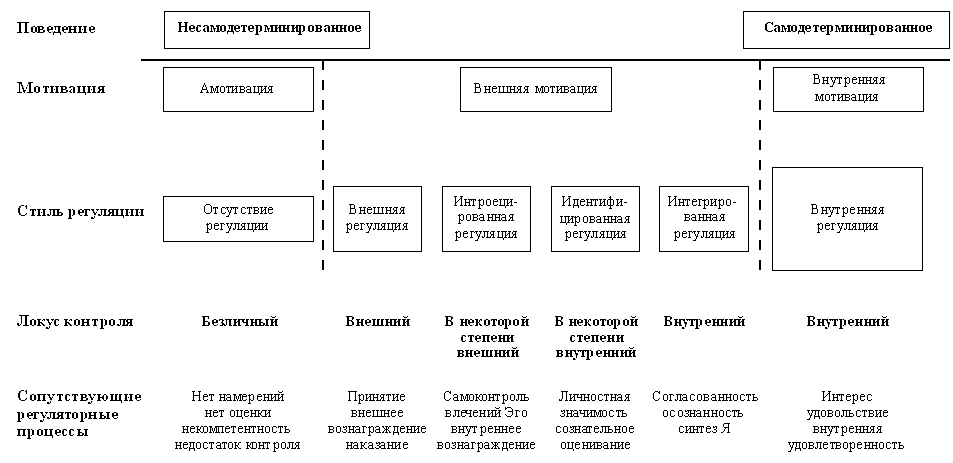 Поведение
Несамодетерминированное
Самодетерминированное
Мотивация
Амотивация
Внешняя мотивация
Внутренняя
мотивация
Стиль регуляции
Отсутствие
регуляции
Внешняя
регуляция
Интроеци-
рованная
регуляция
Идентифи-
цированная
регуляция
Интегриро-
ванная
регуляция
Внутренняя
регуляция
Локус контроля
Безличный
Внешний
В некоторой
степени
внешний
В некоторой
степени
внутренний
Внутренний
Внутренний
Сопутствующие
регуляторные
процессы
Нет намерений
нет оценки
некомпетентность
недостаток контроля
Принятие
внешнее
вознаграждение
наказание
Самоконтроль
влечений Эго
внутреннее
вознаграждение
Личностная
значимость
сознательное
оценивание
Согласованность
осознанность
синтез Я
Интерес
удовольствие
внутренняя
удовлетворенность